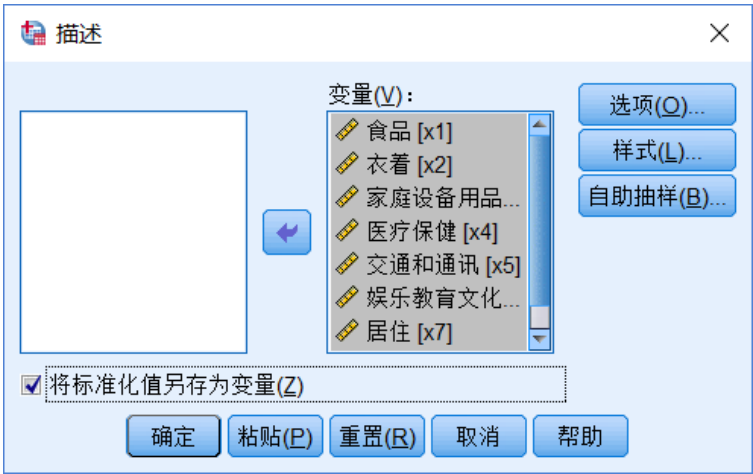 描述
变量(V)：
食品 [x1]
衣着 [x2]
家庭设备用品...
医疗保健 [x4]
交通和通讯 [x5]
娱乐教育文化...
居住 [x7]
选项(O)...
样式(L)...
自助抽样(B)...
将标准化值另存为变量(Z)
确定 粘贴(P) 重置(R) 取消 帮助